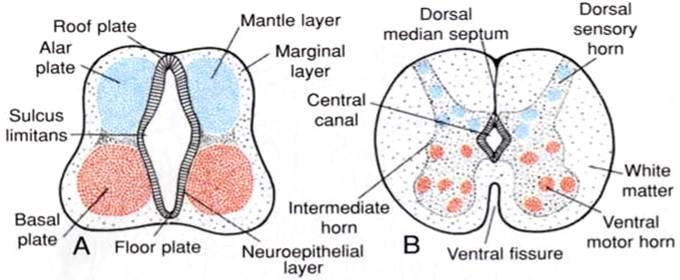 Roof plate
Alar
plate
Sulcus
limitans
Basal
plate
A
Floor plate
Mantle layer
Marginal
layer
Neuroepithelial
layer
Dorsal
median septum
Dorsal
sensory
horn
Central
canal
Intermediate
horn
B
White
matter
Ventral
motor horn
Ventral fissure